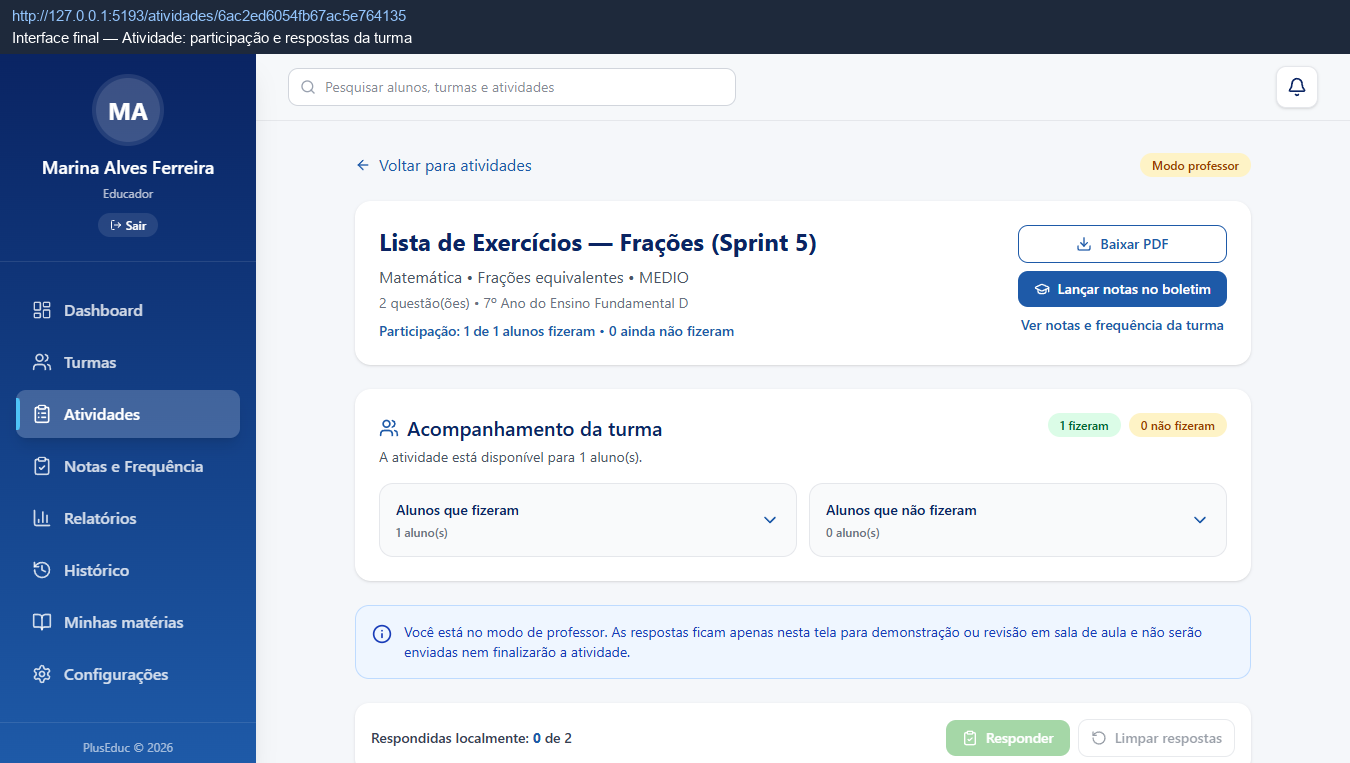 http://127.0.0.1:5193/atividades/6ac2ed6054fb67ac5e764135
Interface final — Atividade: participação e respostas da turma
MA
Marina Alves Ferreira
Educador
Sair
Dashboard
Turmas
Atividades
Notas e Frequência
Relatórios
Histórico
Minhas matérias
Configurações
PlusEduc © 2026
Pesquisar alunos, turmas e atividades
Voltar para atividades
Modo professor
Lista de Exercícios — Frações (Sprint 5)
Matemática • Frações equivalentes • MEDIO
2 questão(ões) • 7º Ano do Ensino Fundamental D
Participação: 1 de 1 alunos fizeram • 0 ainda não fizeram
Baixar PDF
Lançar notas no boletim
Ver notas e frequência da turma
Acompanhamento da turma
1 fizeram
0 não fizeram
A atividade está disponível para 1 aluno(s).
Alunos que fizeram
1 aluno(s)
Alunos que não fizeram
0 aluno(s)
Você está no modo de professor. As respostas ficam apenas nesta tela para demonstração ou revisão em sala de aula e não serão
enviadas nem finalizarão a atividade.
Respondidas localmente: 0 de 2
Responder
Limpar respostas